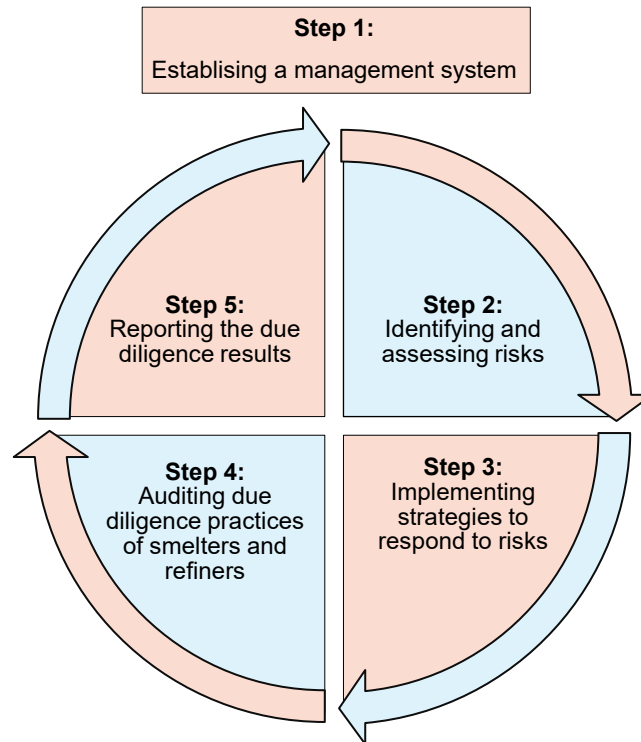 Step 1:
Establising a management system
Step 5:
Reporting the due
diligence results
Step 2:
Identifying and
assessing risks
Step 4:
Auditing due
diligence practices
of smelters and
refiners
Step 3:
Implementing
strategies to
respond to risks